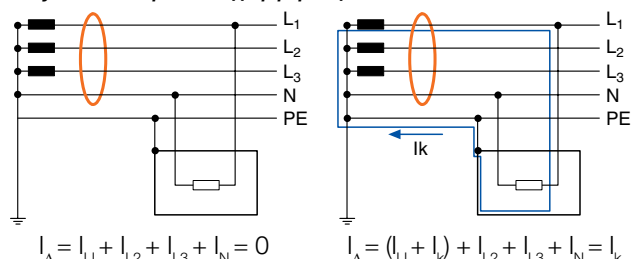 L1
L2
L3
N
PE
L1
L2
L3
N
PE
Ik
IΔ = IL1 + IL2 + IL3 + IN = 0
IΔ = (IL1 + Ik) + IL2 + IL3 + IN = Ik